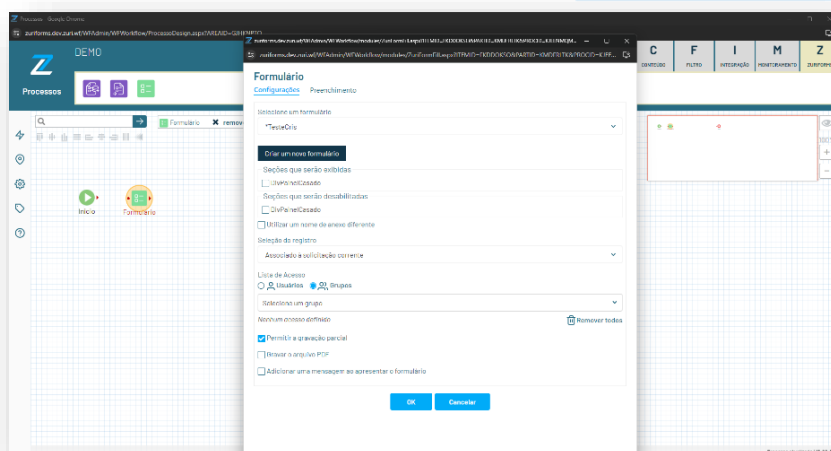 Processos - Google Chrome
DEMO
Processos
Formulário
✖ remov
Início
Formulário
Formulário
Configurações Preenchimento
Selecione um formulário
*TesteCris
Criar um novo formulário
Seções que serão exibidas
DivPainelCasado
Seções que serão desabilitadas
DivPainelCasado
Utilizar um nome de anexo diferente
Seleção do registro
Associado à solicitação corrente
Lista de Acesso
Usuários Grupos
Selecione um grupo
Nenhum acesso definido
Remover todos
Permitir a gravação parcial
Gravar o arquivo PDF
Adicionar uma mensagem ao apresentar o formulário
OK Cancelar
C F I M Z
CONTEÚDO FILTRO INTEGRAÇÃO MONITORAMENTO ZURIFORM